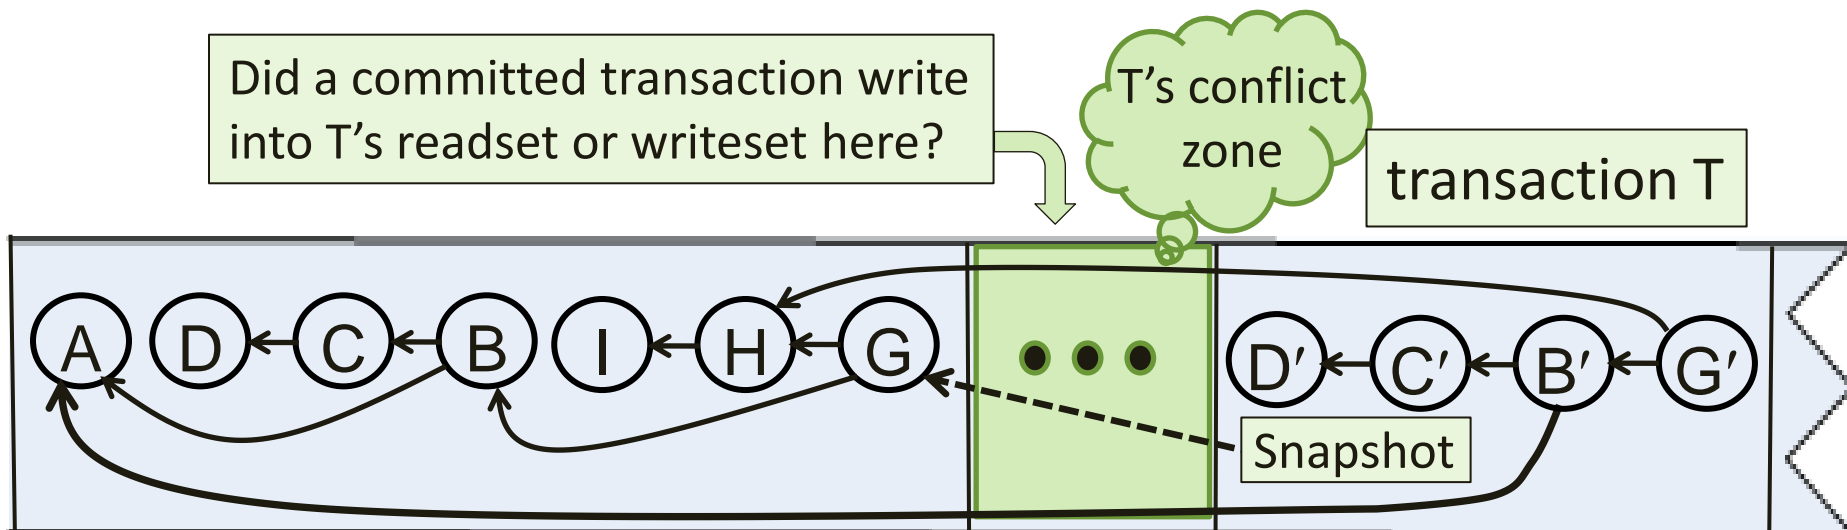 Did a committed transaction write
into T's readset or writeset here?
T's conflict
zone
transaction T
A D C B I H G D′ C′ B′ G′
Snapshot